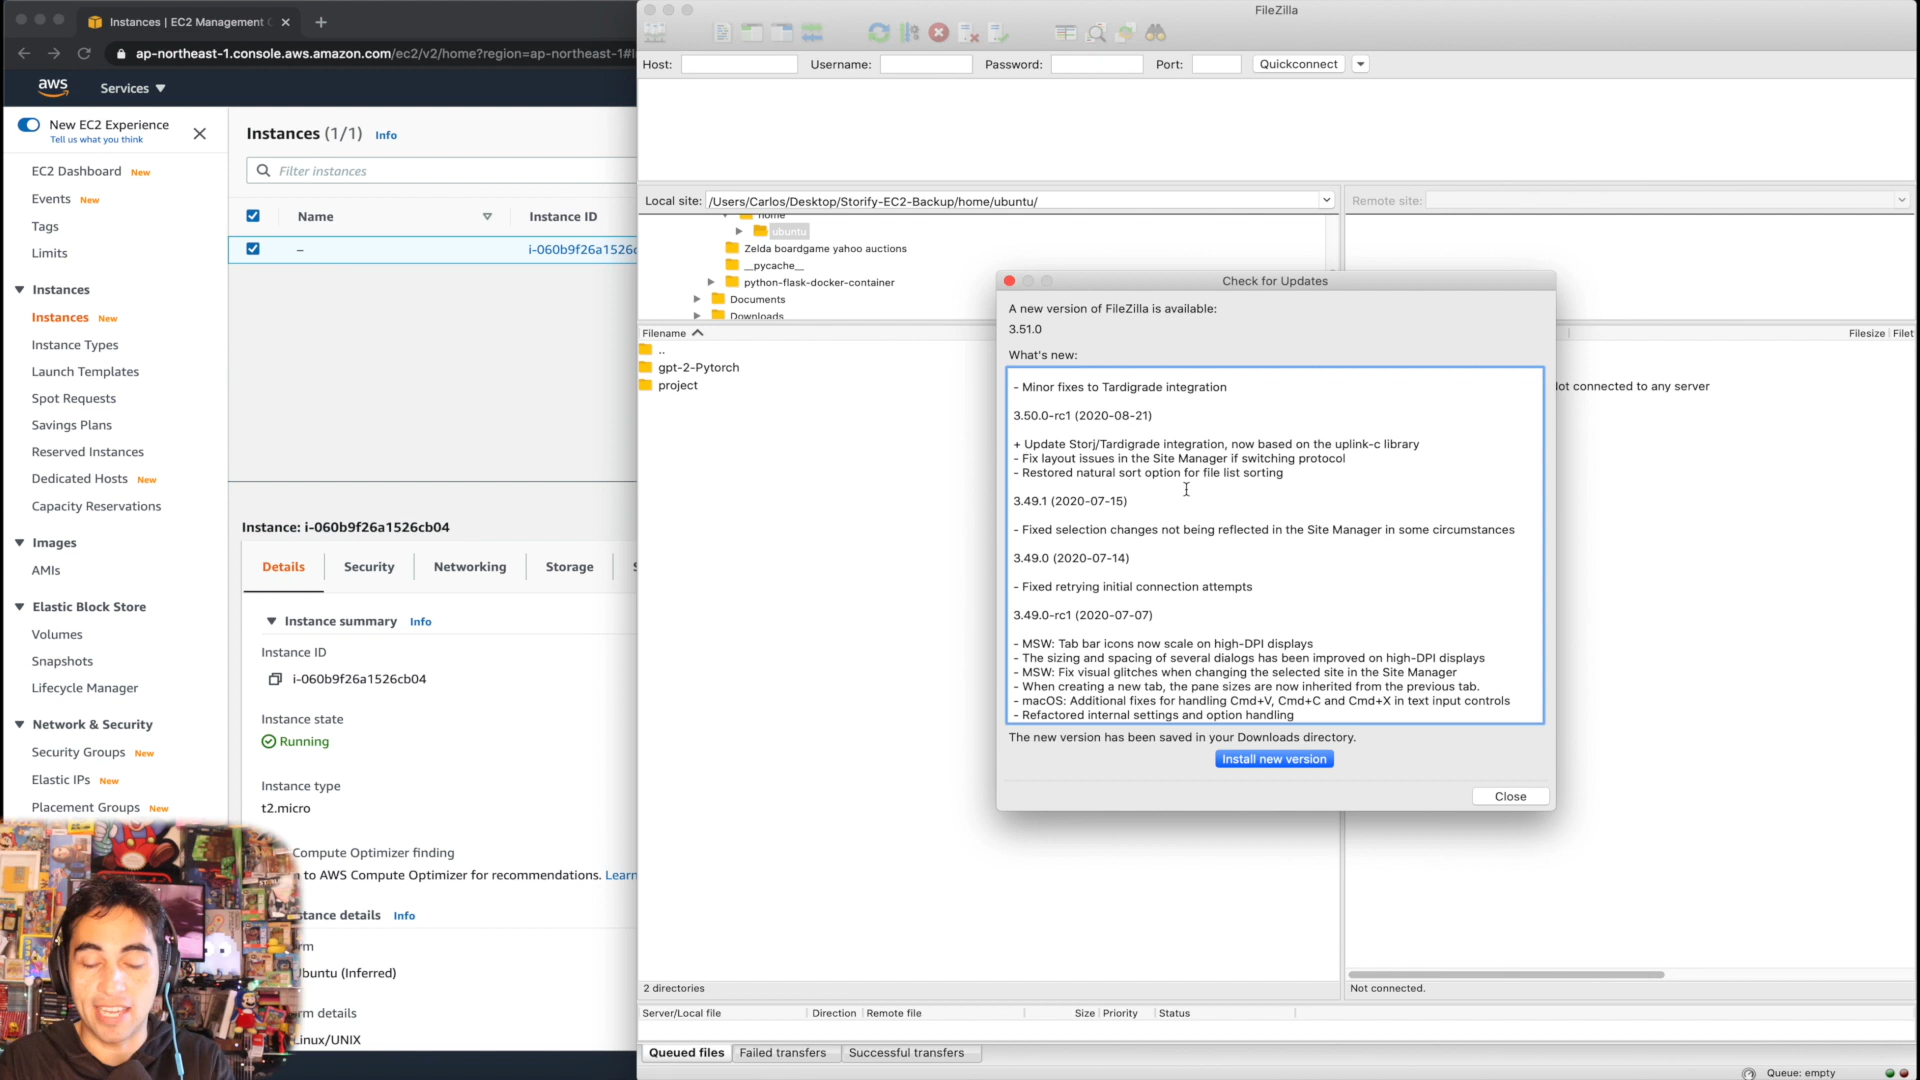 Instances | EC2 Management C
ap-northeast-1.console.aws.amazon.com/ec2/v2/home?region=ap-northeast-1#I
aws
Services ▼
New EC2 Experience
Tell us what you think
EC2 Dashboard New
Events New
Tags
Limits
Instances
Instances New
Instance Types
Launch Templates
Spot Requests
Savings Plans
Reserved Instances
Dedicated Hosts New
Capacity Reservations
Images
AMIs
Elastic Block Store
Volumes
Snapshots
Lifecycle Manager
Network & Security
Security Groups New
Elastic IPs New
Placement Groups New
Instances (1/1) Info
Filter instances
Name
Instance ID
–
i-060b9f26a1526c
Instance: i-060b9f26a1526cb04
Details
Security
Networking
Storage
S
Instance summary Info
Instance ID
i-060b9f26a1526cb04
Instance state
Running
Instance type
t2.micro
Compute Optimizer finding
to AWS Compute Optimizer for recommendations. Learn
stance details Info
rm
buntu (Inferred)
rm details
Linux/UNIX
FileZilla
Host:
Username:
Password:
Port:
Quickconnect
Local site: /Users/Carlos/Desktop/Storify-EC2-Backup/home/ubuntu/
Remote site:
home
ubuntu
Zelda boardgame yahoo auctions
__pycache__
python-flask-docker-container
Documents
Downloads
Filename
..
gpt-2-Pytorch
project
2 directories
Filesize Filet
ot connected to any server
Not connected.
Check for Updates
A new version of FileZilla is available:
3.51.0
What's new:
- Minor fixes to Tardigrade integration
3.50.0-rc1 (2020-08-21)
+ Update Storj/Tardigrade integration, now based on the uplink-c library
- Fix layout issues in the Site Manager if switching protocol
- Restored natural sort option for file list sorting
3.49.1 (2020-07-15)
- Fixed selection changes not being reflected in the Site Manager in some circumstances
3.49.0 (2020-07-14)
- Fixed retrying initial connection attempts
3.49.0-rc1 (2020-07-07)
- MSW: Tab bar icons now scale on high-DPI displays
- The sizing and spacing of several dialogs has been improved on high-DPI displays
- MSW: Fix visual glitches when changing the selected site in the Site Manager
- When creating a new tab, the pane sizes are now inherited from the previous tab.
- macOS: Additional fixes for handling Cmd+V, Cmd+C and Cmd+X in text input controls
- Refactored internal settings and option handling
The new version has been saved in your Downloads directory.
Install new version
Close
Server/Local file
Direction
Remote file
Size
Priority
Status
Queued files
Failed transfers
Successful transfers
Queue: empty